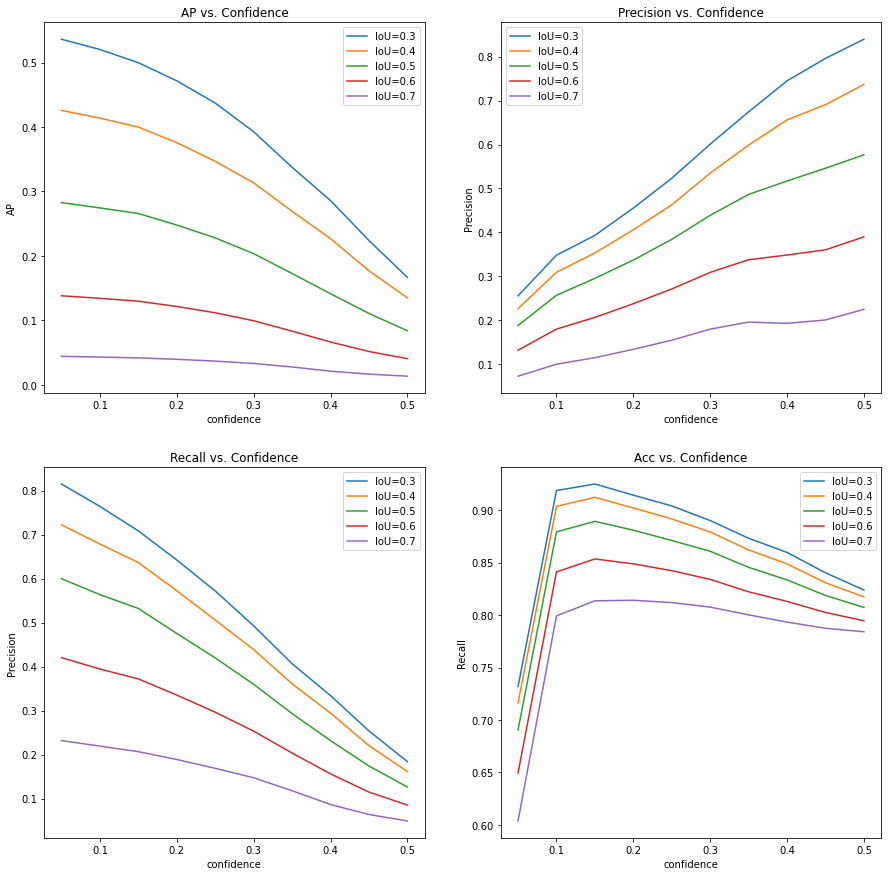 AP vs. Confidence
IoU=0.3
IoU=0.4
IoU=0.5
IoU=0.6
IoU=0.7
0.5
0.4
0.3
0.2
0.1
0.0
AP
0.1 0.2 0.3 0.4 0.5
confidence
Precision vs. Confidence
IoU=0.3
IoU=0.4
IoU=0.5
IoU=0.6
IoU=0.7
0.8
0.7
0.6
0.5
0.4
0.3
0.2
0.1
Precision
0.1 0.2 0.3 0.4 0.5
confidence
Recall vs. Confidence
IoU=0.3
IoU=0.4
IoU=0.5
IoU=0.6
IoU=0.7
0.8
0.7
0.6
0.5
0.4
0.3
0.2
0.1
Precision
0.1 0.2 0.3 0.4 0.5
confidence
Acc vs. Confidence
IoU=0.3
IoU=0.4
IoU=0.5
IoU=0.6
IoU=0.7
0.90
0.85
0.80
0.75
0.70
0.65
0.60
Recall
0.1 0.2 0.3 0.4 0.5
confidence